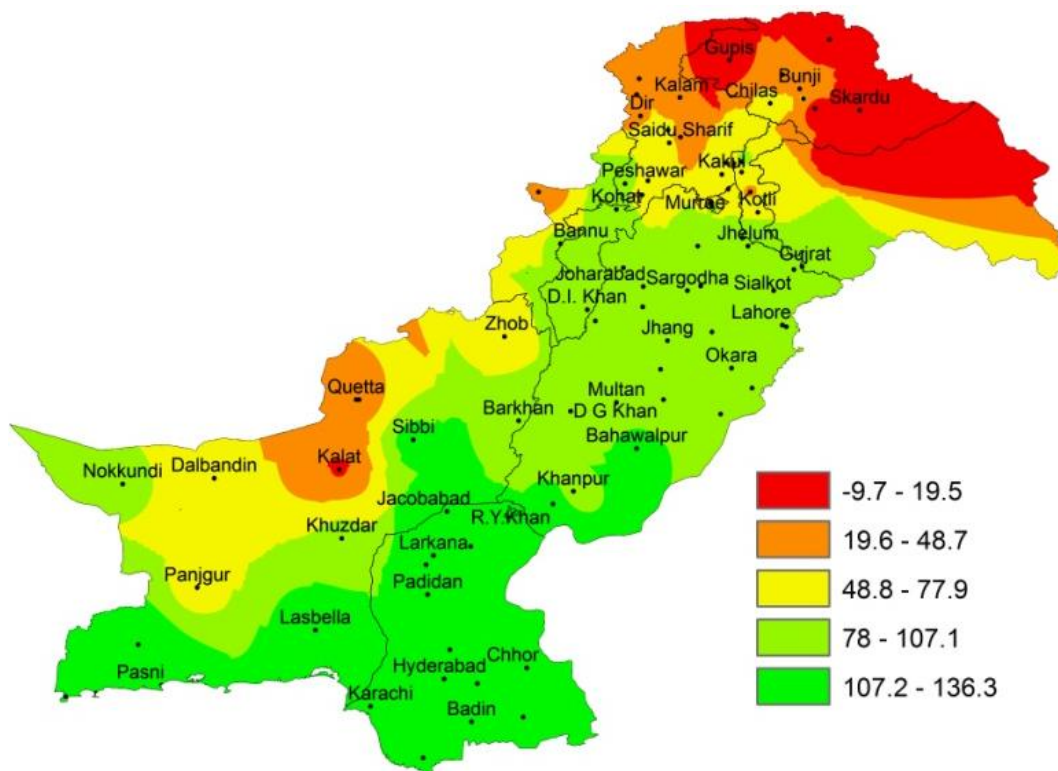 Gupis
Kalam
Bunji
Chilas
Skardu
Dir
Saidu Sharif
Kakul
Peshawar
Kohat
Murree
Kotli
Bannu
Jhelum
Gujrat
Joharabad
Sargodha
Sialkot
D.I. Khan
Lahore
Zhob
Jhang
Okara
Quetta
Multan
Barkhan
D G Khan
Sibbi
Bahawalpur
Kalat
Nokkundi
Dalbandin
Khanpur
Jacobabad
R.Y.Khan
Khuzdar
Larkana
Panjgur
Padidan
Lasbella
Pasni
Hyderabad
Chhor
Karachi
Badin
-9.7 - 19.5
19.6 - 48.7
48.8 - 77.9
78 - 107.1
107.2 - 136.3